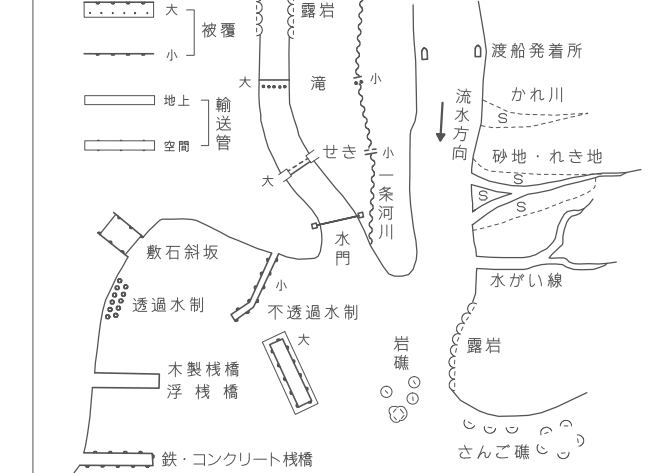 大
被覆
小
地上
輸送管
空間
露岩
大
滝
小
せき
小
大
一条河川
水門
渡船発着所
かれ川
流水方向
S
砂地・れき地
S
S
S
水がい線
敷石斜坂
小
透過水制
不透過水制
大
岩礁
露岩
木製桟橋
浮桟橋
鉄・コンクリート桟橋
さんご礁